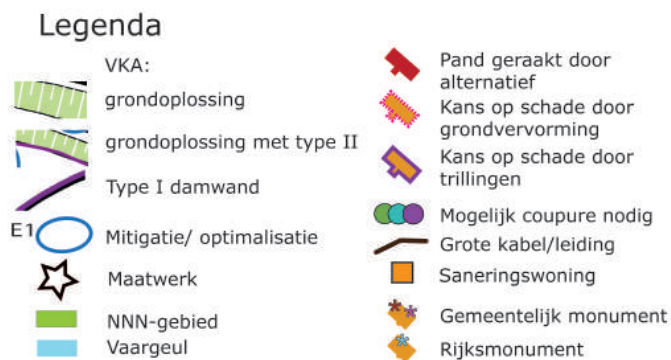 Legenda
VKA:
grondoplossing
grondoplossing met type II
Type I damwand
E1
Mitigatie/ optimalisatie
Maatwerk
NNN-gebied
Vaargeul
Pand geraakt door
alternatief
Kans op schade door
grondvervorming
Kans op schade door
trillingen
Mogelijk coupure nodig
Grote kabel/leiding
Saneringswoning
Gemeentelijk monument
Rijksmonument